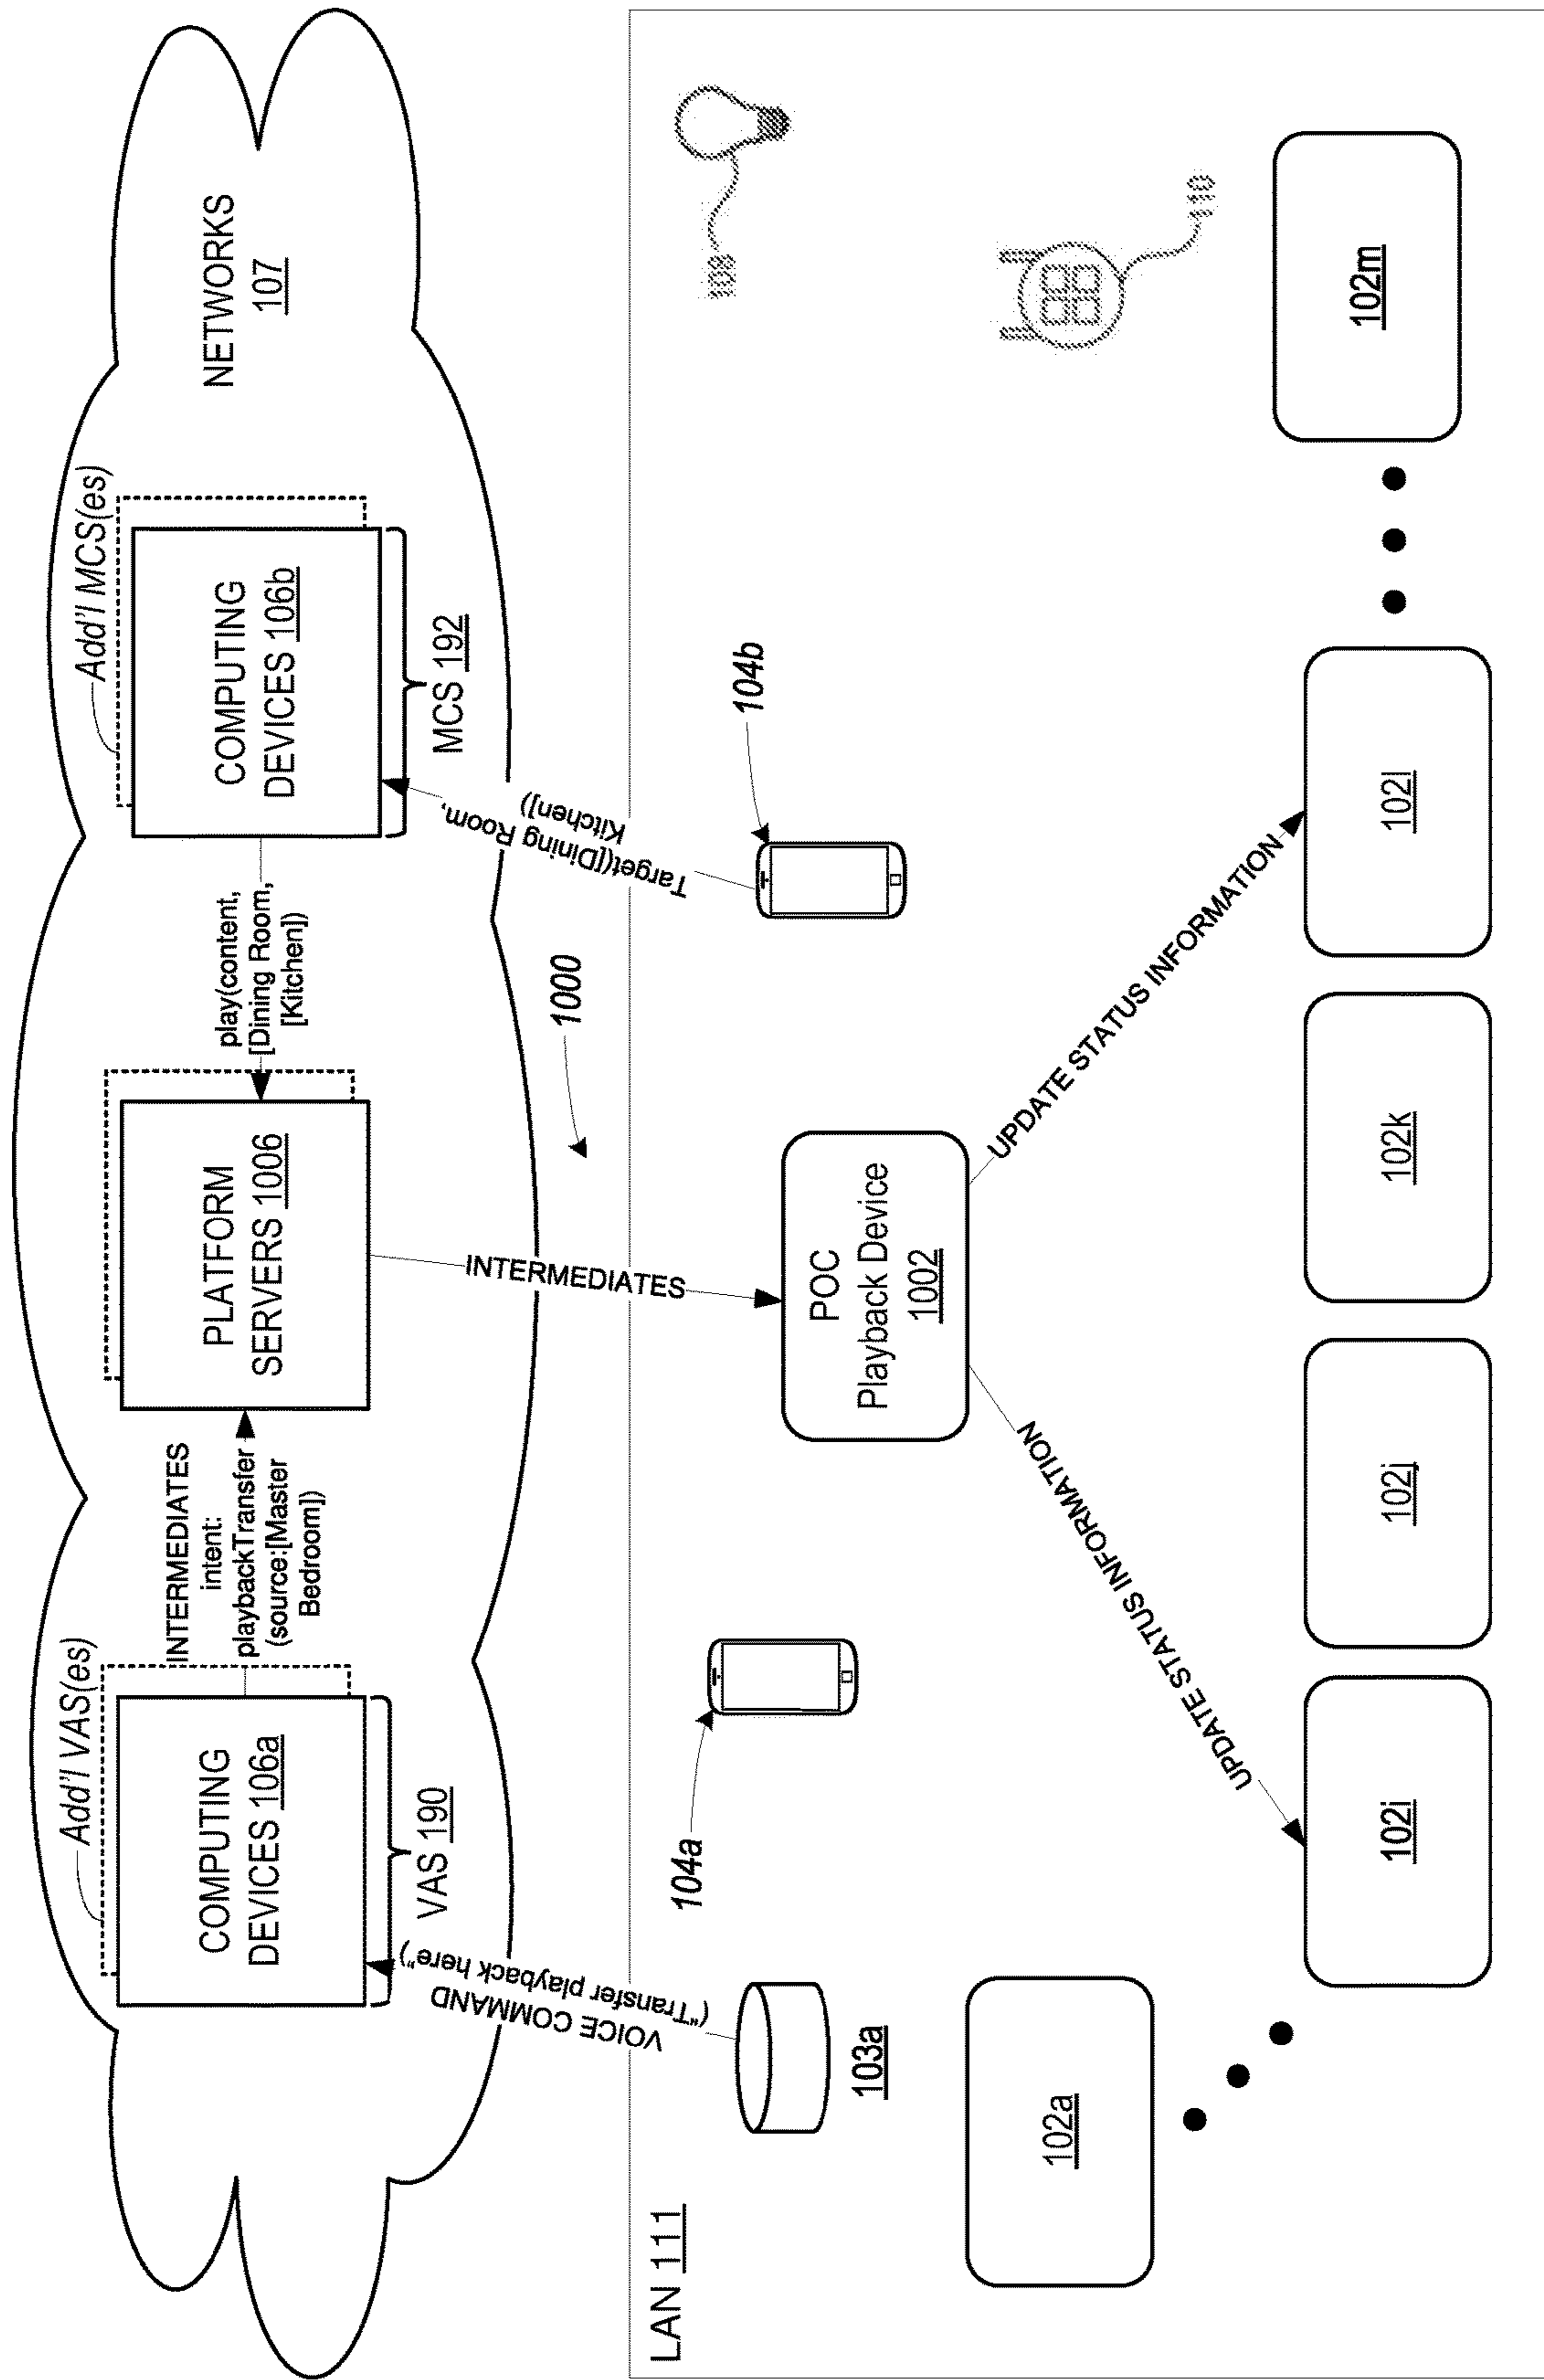 Add'l VAS(es)
COMPUTING
DEVICES 106a
VAS 190
INTERMEDIATES
intent:
playbackTransfer
(source:[Master
Bedroom])
PLATFORM
SERVERS 1006
play(content,
[Dining Room,
[Kitchen])
Add'l MCS(es)
COMPUTING
DEVICES 106b
MCS 192
NETWORKS
107
VOICE COMMAND
("Transfer playback here")
INTERMEDIATES
1000
Target([Dining Room,
Kitchen])
LAN 111
103a
104a
104b
108
110
POC
Playback Device
1002
UPDATE STATUS INFORMATION
UPDATE STATUS INFORMATION
102a
102i
102j
102k
102l
102m